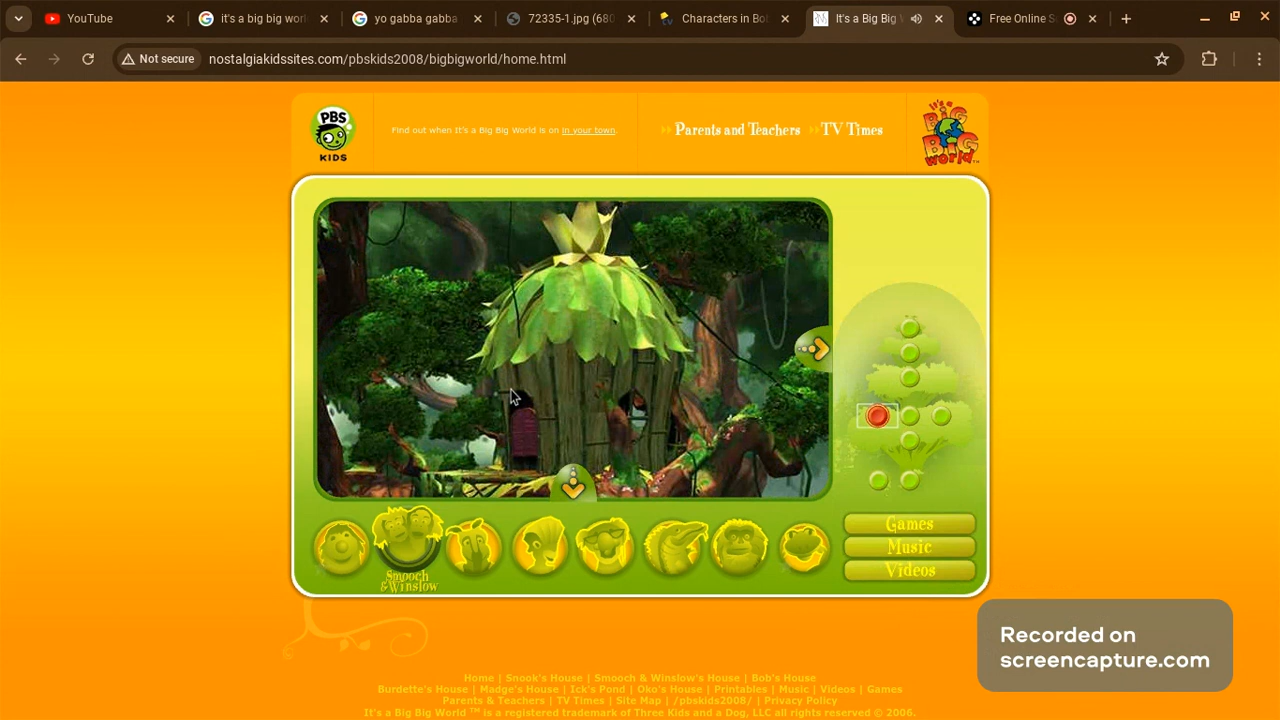 YouTube
it's a big big worl
yo gabba gabba
72335-1.jpg (680
Characters in Bo
It's a Big Big W
Free Online S
Not secure
nostalgiakidssites.com/pbskids2008/bigbigworld/home.html
PBS
KIDS
Find out when It's a Big Big World is on in your town.
Parents and Teachers
TV Times
It's a
BIG
BIG
World
TM
Smooch
&Winslow
Games
Music
Videos
Recorded on
screencapture.com
Home | Snook's House | Smooch & Winslow's House | Bob's House
Burdette's House | Madge's House | Ick's Pond | Oko's House | Printables | Music | Videos | Games
Parents & Teachers | TV Times | Site Map | /pbskids2008/ | Privacy Policy
It's a Big Big World ™ is a registered trademark of Three Kids and a Dog, LLC all rights reserved © 2006.